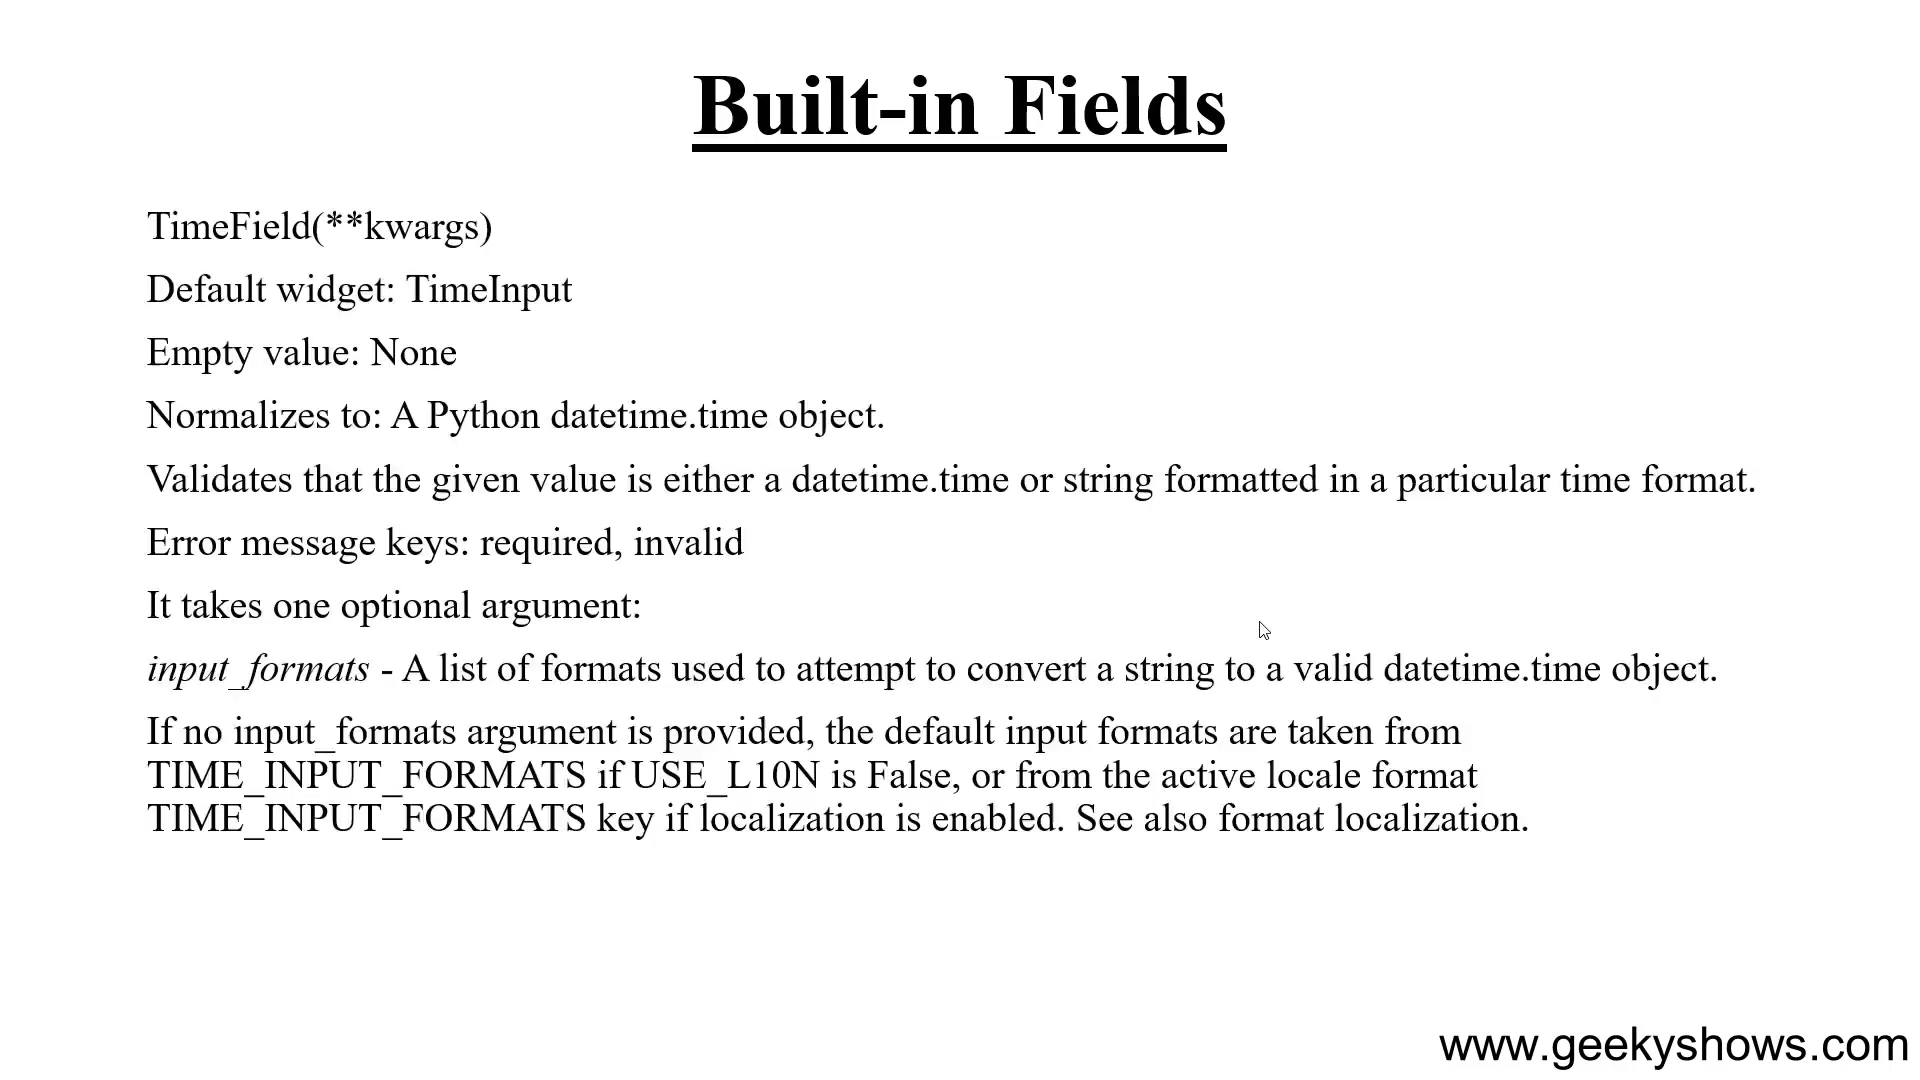 Built-in Fields
TimeField(**kwargs)
Default widget: TimeInput
Empty value: None
Normalizes to: A Python datetime.time object.
Validates that the given value is either a datetime.time or string formatted in a particular time format.
Error message keys: required, invalid
It takes one optional argument:
input_formats - A list of formats used to attempt to convert a string to a valid datetime.time object.
If no input_formats argument is provided, the default input formats are taken from
TIME_INPUT_FORMATS if USE_L10N is False, or from the active locale format
TIME_INPUT_FORMATS key if localization is enabled. See also format localization.
www.geekyshows.com